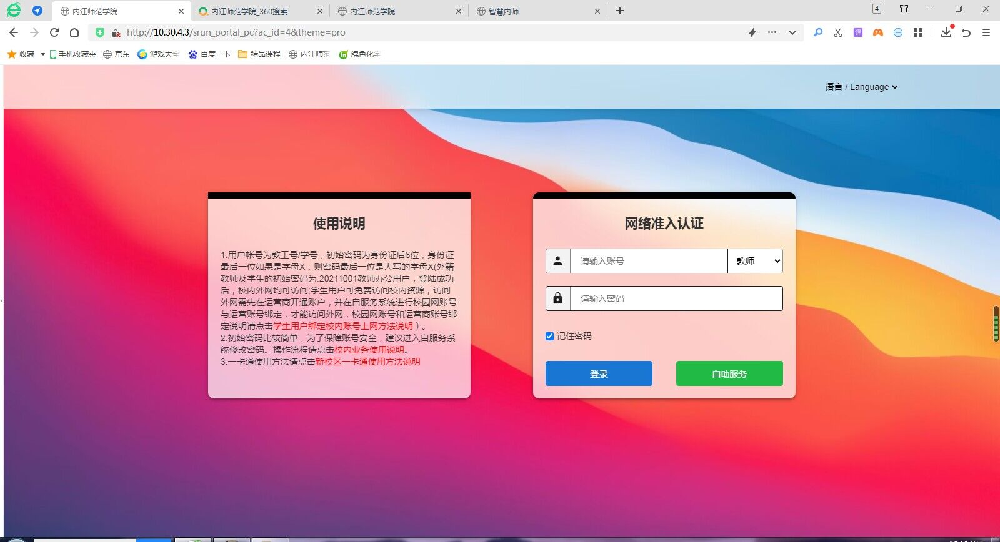 内江师范学院
内江师范学院_360搜索
内江师范学院
智慧内师
4
http://10.30.4.3/srun_portal_pc?ac_id=4&theme=pro
译
收藏
手机收藏夹
京东
游戏大全
百度一下
精品课程
内江师范
绿色化学
语言 / Language
使用说明
1.用户帐号为教工号/学号，初始密码为身份证后6位，身份证
最后一位如果是字母X，则密码最后一位是大写的字母X(外籍
教师及学生的初始密码为:20211001教师办公用户，登陆成功
后，校内外网均可访问;学生用户可免费访问校内资源，访问
外网需先在运营商开通账户，并在自服务系统进行校园网账号
与运营账号绑定，才能访问外网，校园网账号和运营商账号绑
定说明请点击学生用户绑定校内账号上网方法说明）。
2.初始密码比较简单，为了保障账号安全，建议进入自服务系
统修改密码。操作流程请点击校内业务使用说明。
3.一卡通使用方法请点击新校区一卡通使用方法说明
网络准入认证
请输入账号
教师
请输入密码
记住密码
登录
自助服务